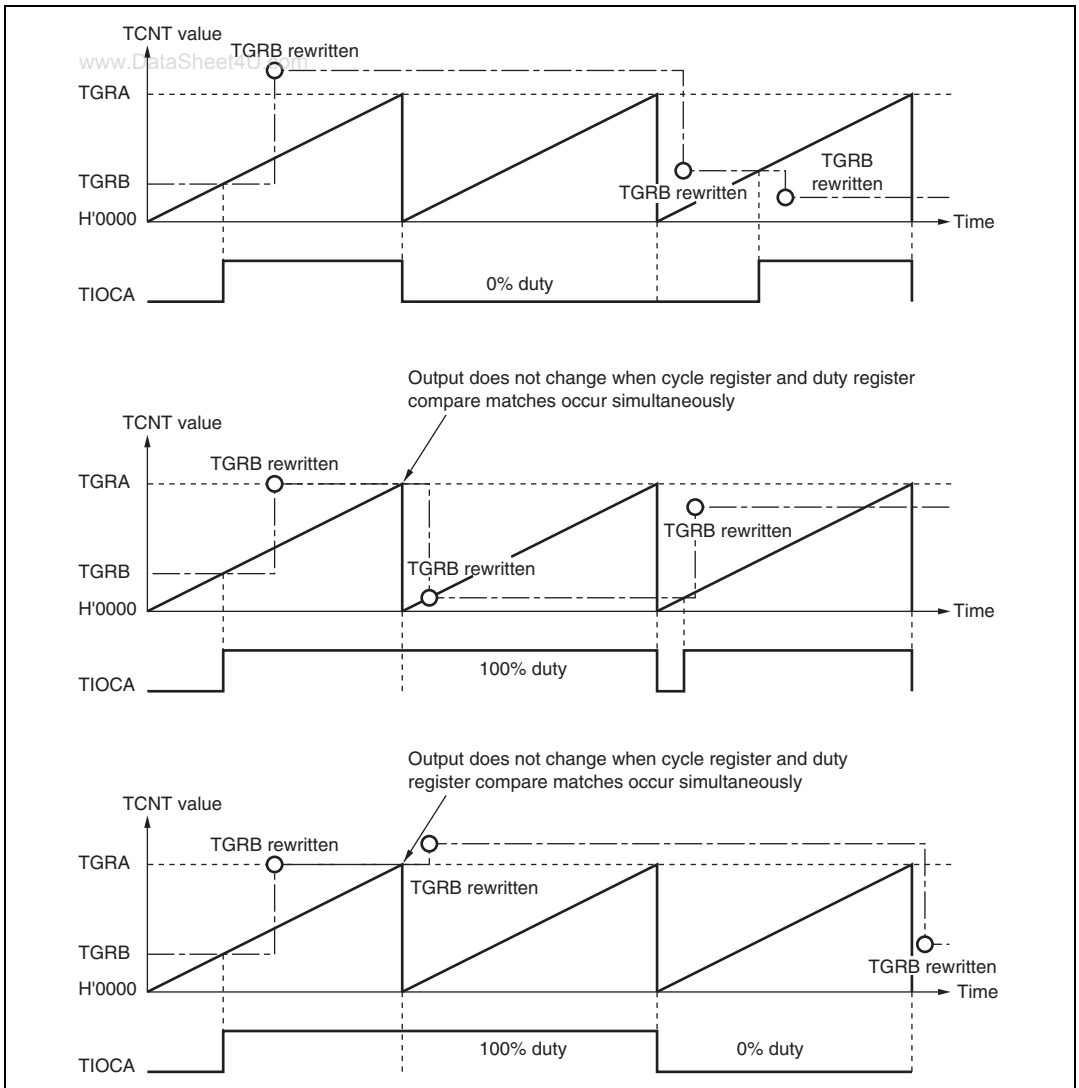 TCNT value
www.DataSheet4U.com
TGRB rewritten
TGRA
TGRB
TGRB
rewritten
TGRB rewritten
H'0000
Time
TIOCA
0% duty
Output does not change when cycle register and duty register
compare matches occur simultaneously
TCNT value
TGRB rewritten
TGRA
TGRB rewritten
TGRB
TGRB rewritten
H'0000
Time
TIOCA
100% duty
Output does not change when cycle register and duty
register compare matches occur simultaneously
TCNT value
TGRB rewritten
TGRA
TGRB rewritten
TGRB
TGRB rewritten
H'0000
Time
TIOCA
100% duty
0% duty